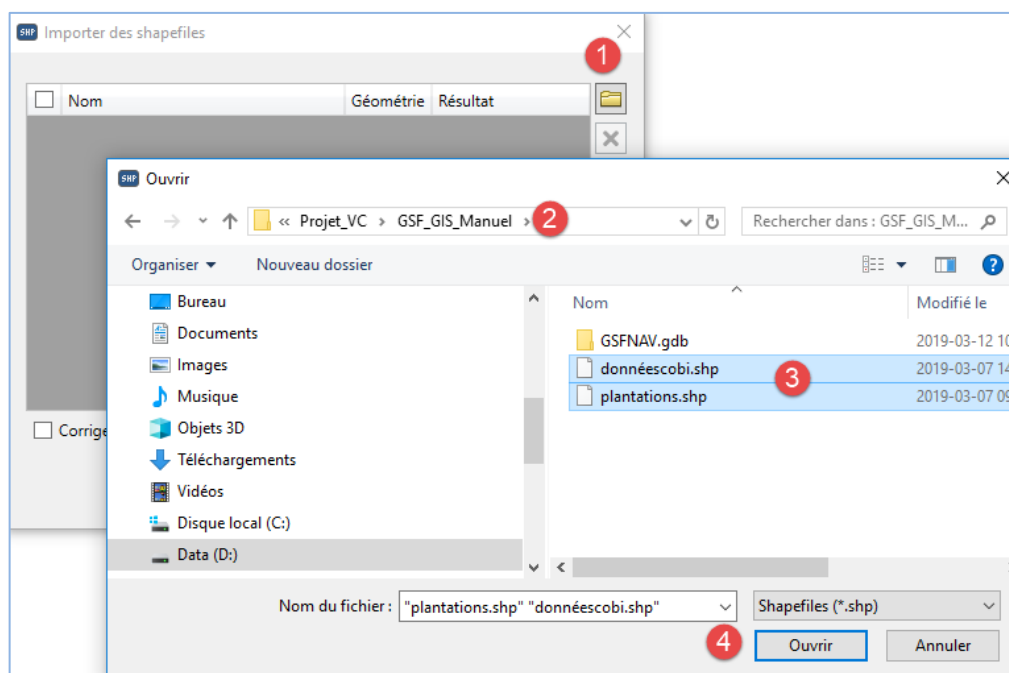 SHP Importer des shapefiles
1
Nom Géométrie Résultat
SHP Ouvrir
« Projet_VC > GSF_GIS_Manuel > 2 Rechercher dans : GSF_GIS_M...
Organiser Nouveau dossier ?
Bureau
Documents
Images
Musique
Objets 3D
Téléchargements
Vidéos
Disque local (C:)
Data (D:)
Nom Modifié le
GSFNAV.gdb 2019-03-12 10
donnéescobi.shp 2019-03-07 14
plantations.shp 2019-03-07 09
3
Corrige
Nom du fichier : "plantations.shp" "donnéescobi.shp" Shapefiles (*.shp)
4 Ouvrir Annuler